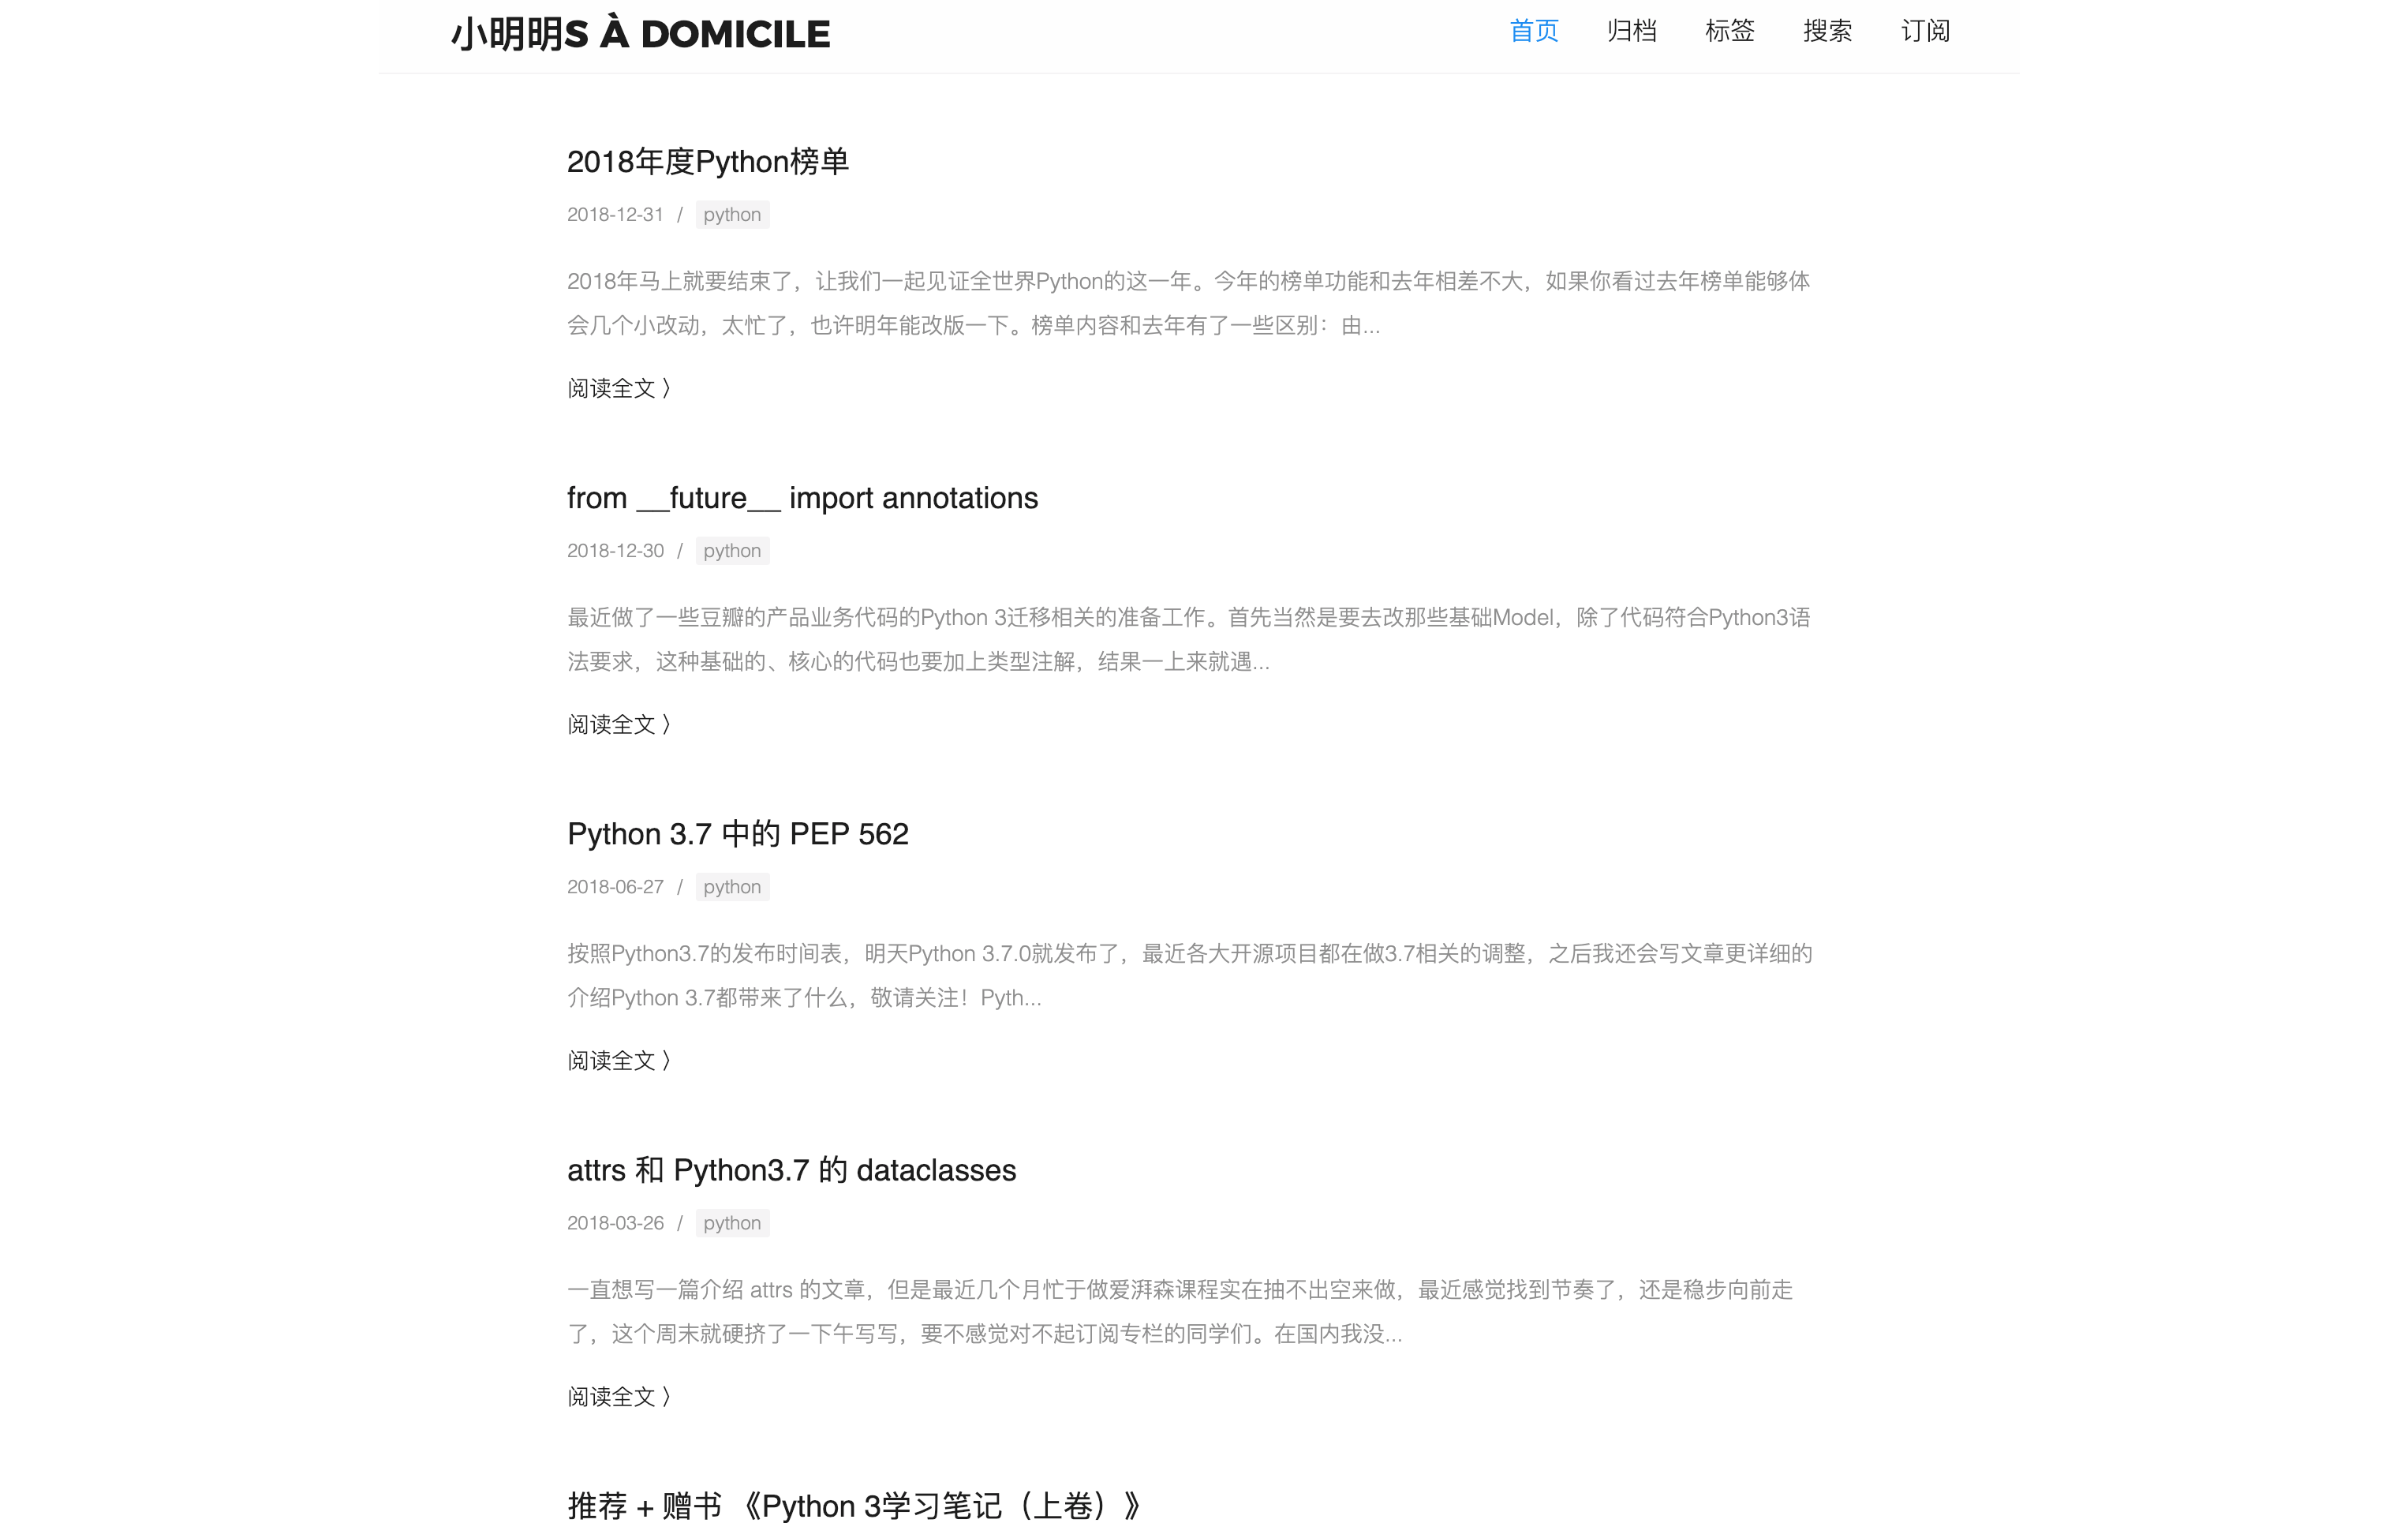 小明明S À DOMICILE
首页 归档 标签 搜索 订阅
2018年度Python榜单
2018-12-31 / python
2018年马上就要结束了，让我们一起见证全世界Python的这一年。今年的榜单功能和去年相差不大，如果你看过去年榜单能够体
会几个小改动，太忙了，也许明年能改版一下。榜单内容和去年有了一些区别：由...
阅读全文 〉
from __future__ import annotations
2018-12-30 / python
最近做了一些豆瓣的产品业务代码的Python 3迁移相关的准备工作。首先当然是要去改那些基础Model，除了代码符合Python3语
法要求，这种基础的、核心的代码也要加上类型注解，结果一上来就遇...
阅读全文 〉
Python 3.7 中的 PEP 562
2018-06-27 / python
按照Python3.7的发布时间表，明天Python 3.7.0就发布了，最近各大开源项目都在做3.7相关的调整，之后我还会写文章更详细的
介绍Python 3.7都带来了什么，敬请关注！Pyth...
阅读全文 〉
attrs 和 Python3.7 的 dataclasses
2018-03-26 / python
一直想写一篇介绍 attrs 的文章，但是最近几个月忙于做爱湃森课程实在抽不出空来做，最近感觉找到节奏了，还是稳步向前走
了，这个周末就硬挤了一下午写写，要不感觉对不起订阅专栏的同学们。在国内我没...
阅读全文 〉
推荐 + 赠书 《Python 3学习笔记（上卷）》